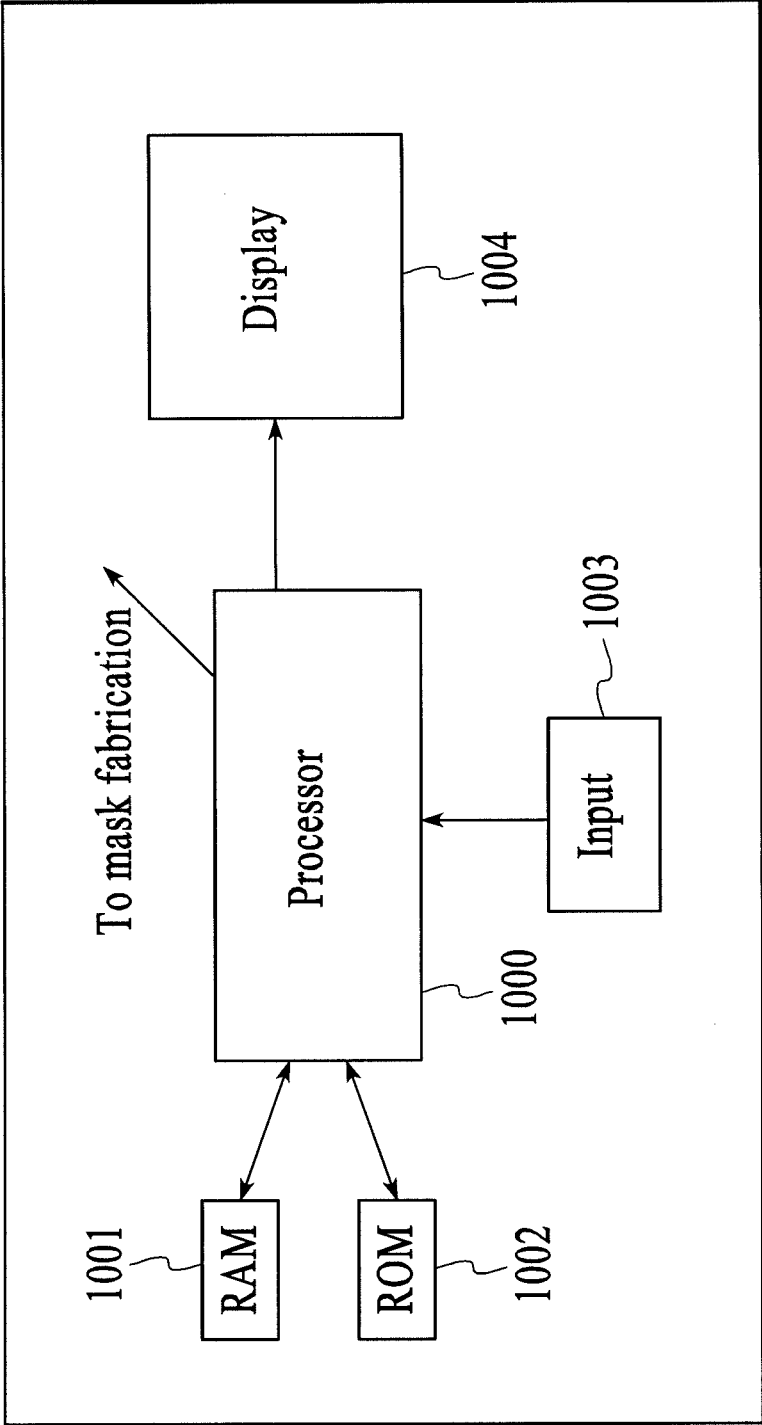 To mask fabrication
1001
RAM
Processor
Display
ROM
1002
1000
1004
Input
1003